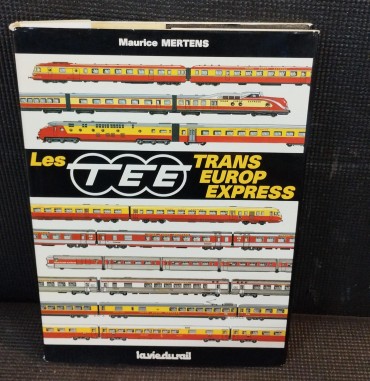 Maurice MERTENS
Les TEE TRANS
EUROP
EXPRESS
la vie du rail